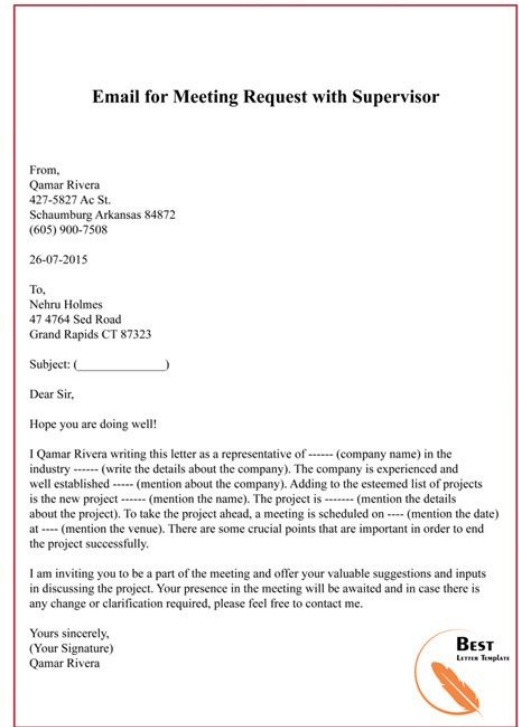 Email for Meeting Request with Supervisor
From,
Qamar Rivera
427-5827 Ac St.
Schaumburg Arkansas 84872
(605) 900-7508
26-07-2015
To,
Nehru Holmes
47 4764 Sed Road
Grand Rapids CT 87323
Subject: (_______________)
Dear Sir,
Hope you are doing well!
I Qamar Rivera writing this letter as a representative of ------ (company name) in the
industry ------ (write the details about the company). The company is experienced and
well established ----- (mention about the company). Adding to the esteemed list of projects
is the new project ------ (mention the name). The project is ------- (mention the details
about the project). To take the project ahead, a meeting is scheduled on ---- (mention the date)
at ---- (mention the venue). There are some crucial points that are important in order to end
the project successfully.
I am inviting you to be a part of the meeting and offer your valuable suggestions and inputs
in discussing the project. Your presence in the meeting will be awaited and in case there is
any change or clarification required, please feel free to contact me.
Yours sincerely,
(Your Signature)
Qamar Rivera
BEST
LETTER TEMPLATE